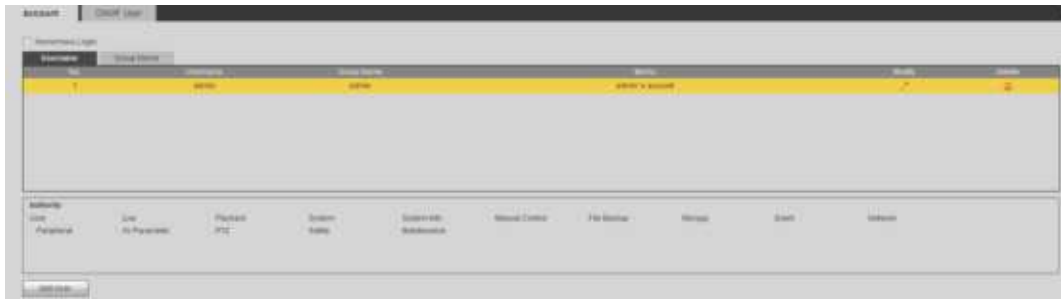 Account ONVIF User
Anonymous Login
Username Group Name
No. Username Group Name Memo Modify Delete
1 admin admin admin's account
Authority
User Live Playback System System Info Manual Control File Backup Storage Event Network
Peripheral AV Parameter PTZ Safety Maintenance
Add User